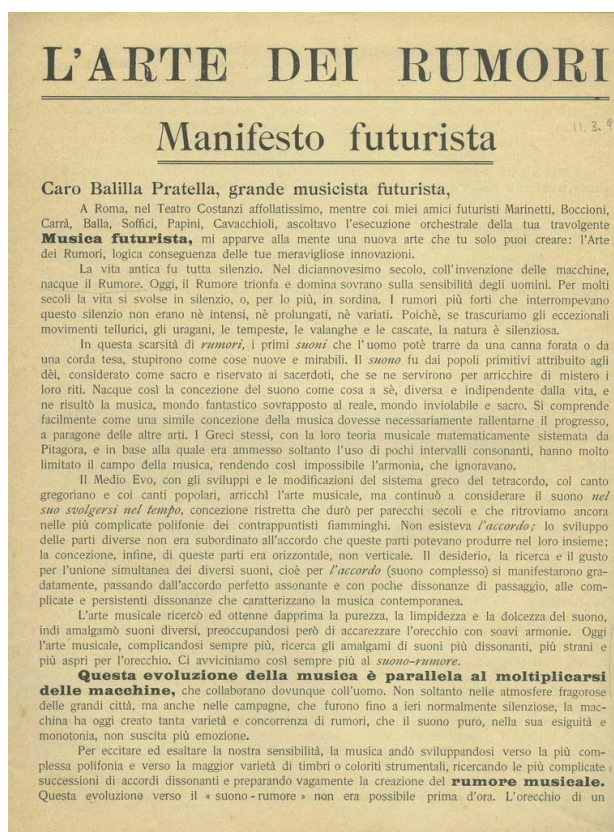 L'ARTE DEI RUMORI
11. 3.
Manifesto futurista
Caro Balilla Pratella, grande musicista futurista,
A Roma, nel Teatro Costanzi affollatissimo, mentre coi miei amici futuristi Marinetti, Boccioni,
Carrà, Balla, Soffici, Papini, Cavacchioli, ascoltavo l'esecuzione orchestrale della tua travolgente
Musica futurista, mi apparve alla mente una nuova arte che tu solo puoi creare: l'Arte
dei Rumori, logica conseguenza delle tue meravigliose innovazioni.
La vita antica fu tutta silenzio. Nel diciannovesimo secolo, coll'invenzione delle macchine,
nacque il Rumore. Oggi, il Rumore trionfa e domina sovrano sulla sensibilità degli uomini. Per molti
secoli la vita si svolse in silenzio, o, per lo più, in sordina. I rumori più forti che interrompevano
questo silenzio non erano nè intensi, nè prolungati, nè variati. Poichè, se trascuriamo gli eccezionali
movimenti tellurici, gli uragani, le tempeste, le valanghe e le cascate, la natura è silenziosa.
In questa scarsità di rumori, i primi suoni che l'uomo potè trarre da una canna forata o da
una corda tesa, stupirono come cose nuove e mirabili. Il suono fu dai popoli primitivi attribuito agli
dèi, considerato come sacro e riservato ai sacerdoti, che se ne servirono per arricchire di mistero i
loro riti. Nacque così la concezione del suono come cosa a sè, diversa e indipendente dalla vita, e
ne risultò la musica, mondo fantastico sovrapposto al reale, mondo inviolabile e sacro. Si comprende
facilmente come una simile concezione della musica dovesse necessariamente rallentarne il progresso,
a paragone delle altre arti. I Greci stessi, con la loro teoria musicale matematicamente sistemata da
Pitagora, e in base alla quale era ammesso soltanto l'uso di pochi intervalli consonanti, hanno molto
limitato il campo della musica, rendendo così impossibile l'armonia, che ignoravano.
Il Medio Evo, con gli sviluppi e le modificazioni del sistema greco del tetracordo, col canto
gregoriano e coi canti popolari, arricchì l'arte musicale, ma continuò a considerare il suono nel
suo svolgersi nel tempo, concezione ristretta che durò per parecchi secoli e che ritroviamo ancora
nelle più complicate polifonie dei contrappuntisti fiamminghi. Non esisteva l'accordo; lo sviluppo
delle parti diverse non era subordinato all'accordo che queste parti potevano produrre nel loro insieme;
la concezione, infine, di queste parti era orizzontale, non verticale. Il desiderio, la ricerca e il gusto
per l'unione simultanea dei diversi suoni, cioè per l'accordo (suono complesso) si manifestarono gra-
datamente, passando dall'accordo perfetto assonante e con poche dissonanze di passaggio, alle com-
plicate e persistenti dissonanze che caratterizzano la musica contemporanea.
L'arte musicale ricercò ed ottenne dapprima la purezza, la limpidezza e la dolcezza del suono,
indi amalgamò suoni diversi, preoccupandosi però di accarezzare l'orecchio con soavi armonie. Oggi
l'arte musicale, complicandosi sempre più, ricerca gli amalgami di suoni più dissonanti, più strani e
più aspri per l'orecchio. Ci avviciniamo così sempre più al suono-rumore.
Questa evoluzione della musica è parallela al moltiplicarsi
delle macchine, che collaborano dovunque coll'uomo. Non soltanto nelle atmosfere fragorose
delle grandi città, ma anche nelle campagne, che furono fino a ieri normalmente silenziose, la mac-
china ha oggi creato tanta varietà e concorrenza di rumori, che il suono puro, nella sua esiguità e
monotonia, non suscita più emozione.
Per eccitare ed esaltare la nostra sensibilità, la musica andò sviluppandosi verso la più com-
plessa polifonia e verso la maggior varietà di timbri o coloriti strumentali, ricercando le più complicate
successioni di accordi dissonanti e preparando vagamente la creazione del rumore musicale.
Questa evoluzione verso il « suono - rumore » non era possibile prima d'ora. L'orecchio di un